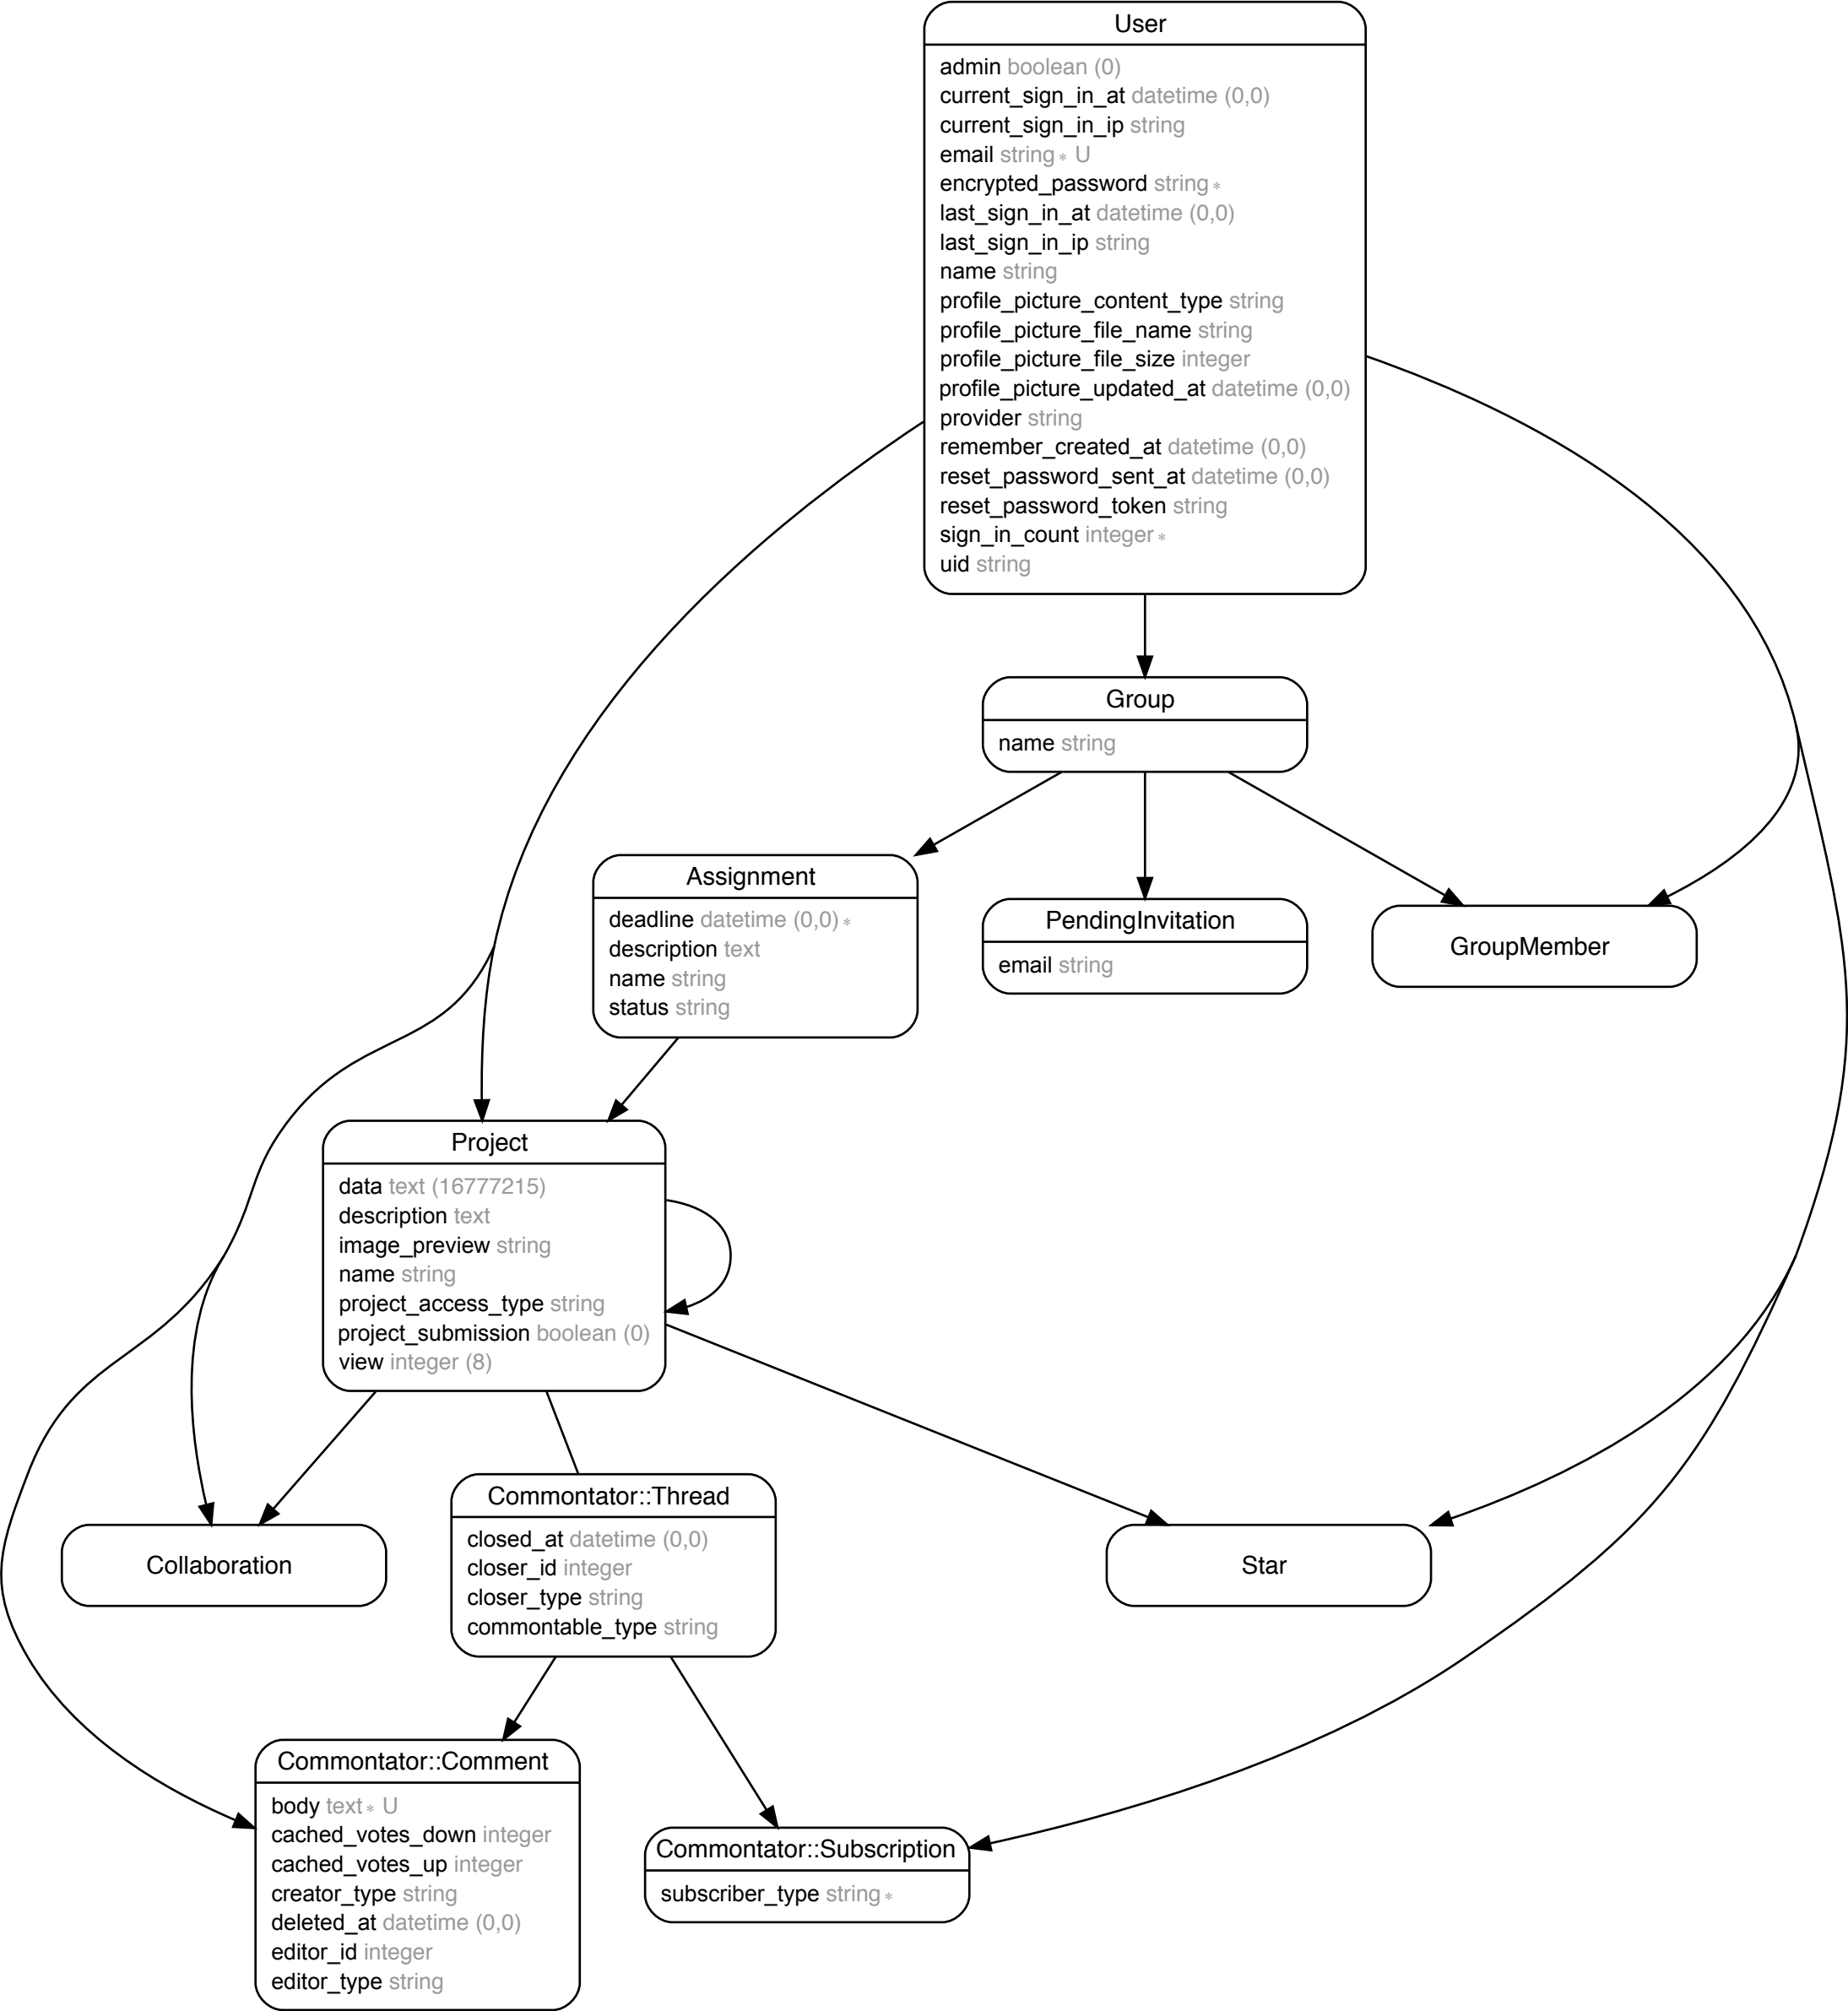 User
admin boolean (0)
current_sign_in_at datetime (0,0)
current_sign_in_ip string
email string∗ U
encrypted_password string∗
last_sign_in_at datetime (0,0)
last_sign_in_ip string
name string
profile_picture_content_type string
profile_picture_file_name string
profile_picture_file_size integer
profile_picture_updated_at datetime (0,0)
provider string
remember_created_at datetime (0,0)
reset_password_sent_at datetime (0,0)
reset_password_token string
sign_in_count integer∗
uid string
Group
name string
Assignment
deadline datetime (0,0)∗
description text
name string
status string
PendingInvitation
email string
GroupMember
Project
data text (16777215)
description text
image_preview string
name string
project_access_type string
project_submission boolean (0)
view integer (8)
Collaboration
Commontator::Thread
closed_at datetime (0,0)
closer_id integer
closer_type string
commontable_type string
Star
Commontator::Comment
body text∗ U
cached_votes_down integer
cached_votes_up integer
creator_type string
deleted_at datetime (0,0)
editor_id integer
editor_type string
Commontator::Subscription
subscriber_type string∗